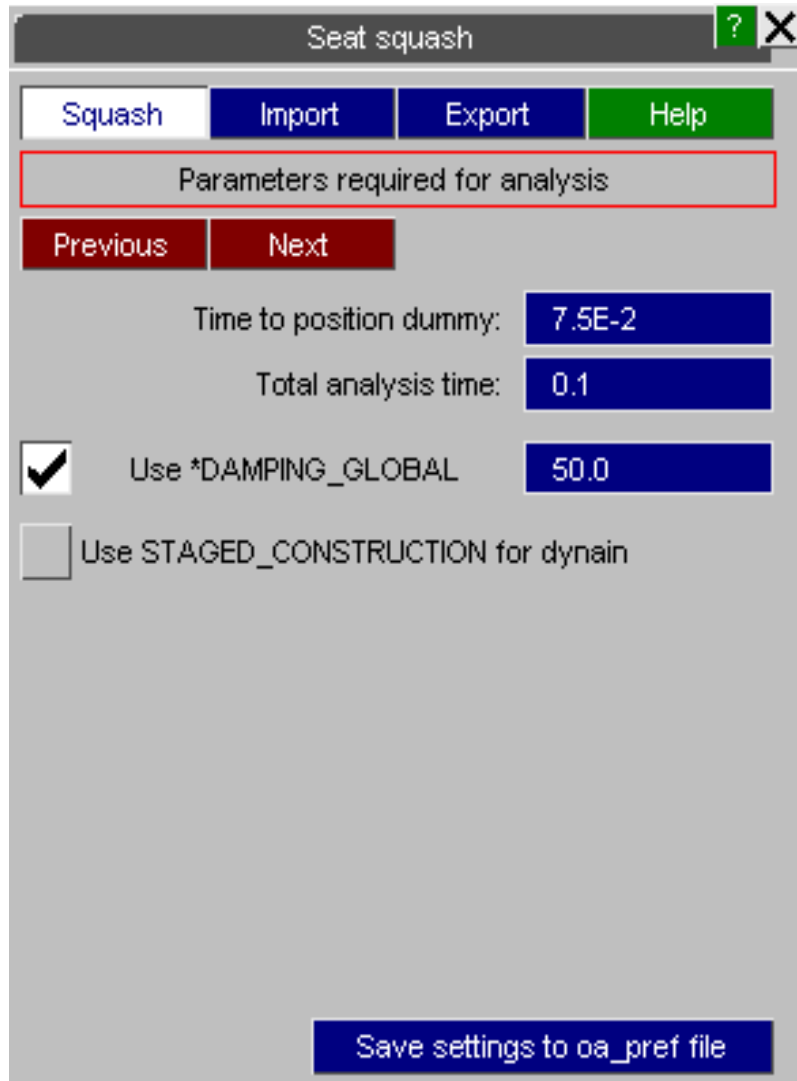 Seat squash ?
Squash Import Export Help
Parameters required for analysis
Previous Next
Time to position dummy: 7.5E-2
Total analysis time: 0.1
Use *DAMPING_GLOBAL 50.0
Use STAGED_CONSTRUCTION for dynain
Save settings to oa_pref file